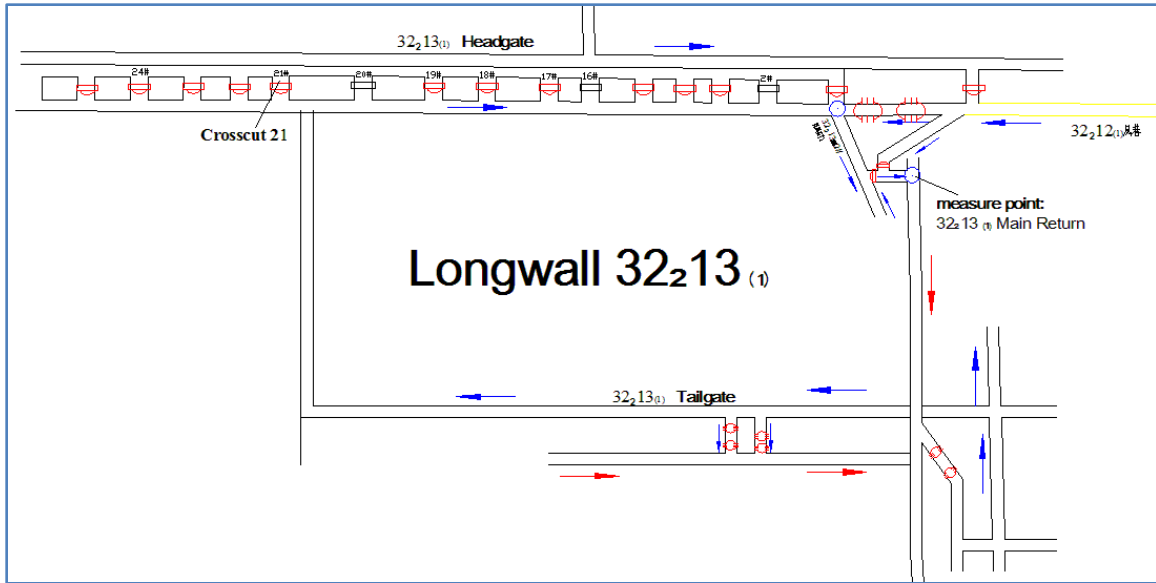 32₂13₍₁₎ Headgate
24#
21#
20#
19#
18#
17#
16#
2#
Crosscut 21
32₂12₍₁₎风巷
measure point:
32₂13 ₍₁₎ Main Return
Longwall 32₂13 ₍₁₎
32₂13₍₁₎ Tailgate